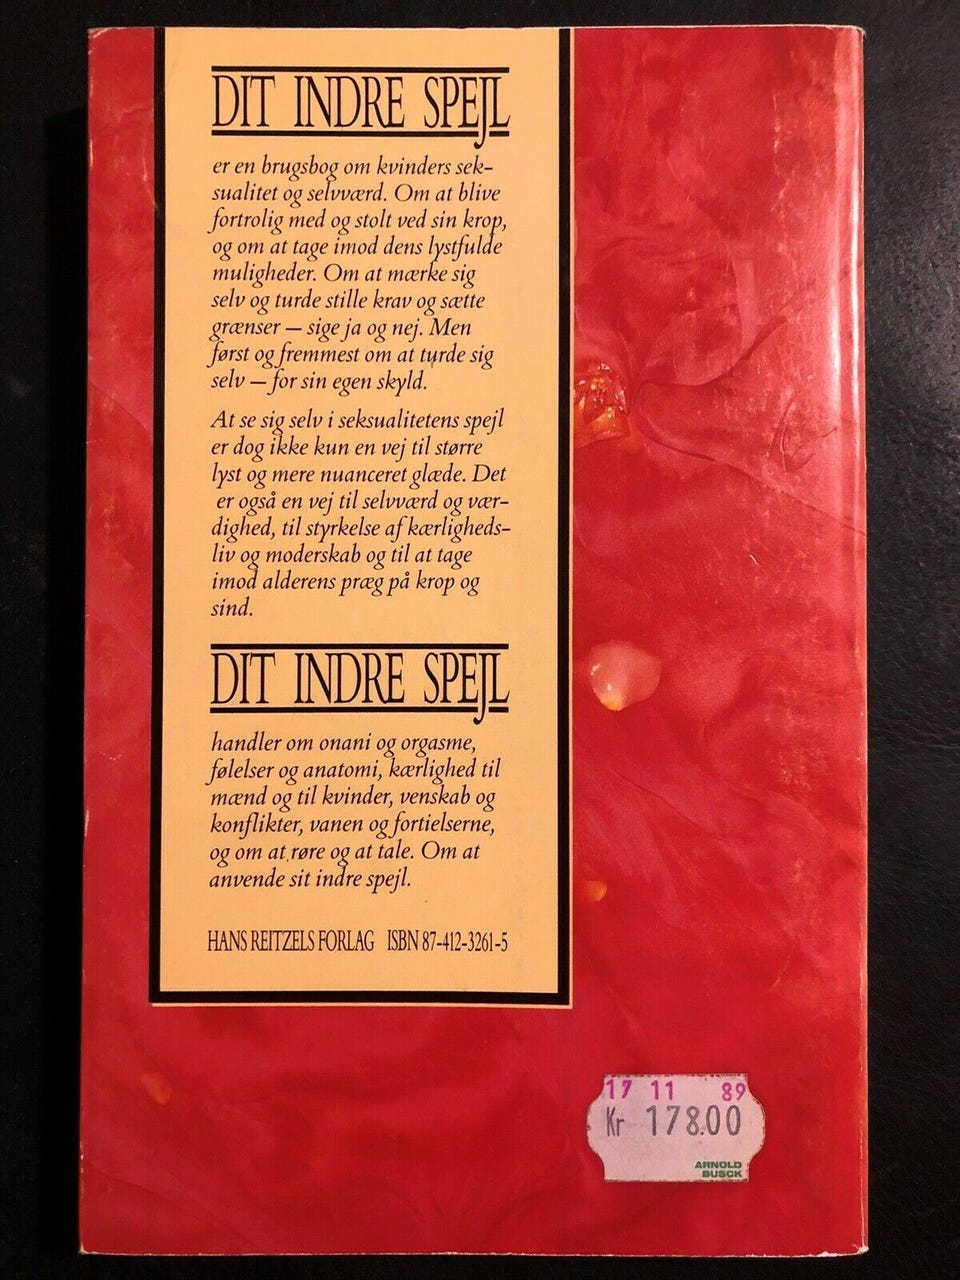 DIT INDRE SPEJL
er en brugsbog om kvinders sek-
sualitet og selvværd. Om at blive
fortrolig med og stolt ved sin krop,
og om at tage imod dens lystfulde
muligheder. Om at mærke sig
selv og turde stille krav og sætte
grænser — sige ja og nej. Men
først og fremmest om at turde sig
selv — for sin egen skyld.
At se sig selv i seksualitetens spejl
er dog ikke kun en vej til større
lyst og mere nuanceret glæde. Det
er også en vej til selvværd og vær-
dighed, til styrkelse af kærligheds-
liv og moderskab og til at tage
imod alderens præg på krop og
sind.
DIT INDRE SPEJL
handler om onani og orgasme,
følelser og anatomi, kærlighed til
mænd og til kvinder, venskab og
konflikter, vanen og fortielserne,
og om at røre og at tale. Om at
anvende sit indre spejl.
HANS REITZELS FORLAG ISBN 87-412-3261-5
17 11 89
Kr 178.00
ARNOLD
BUSCK